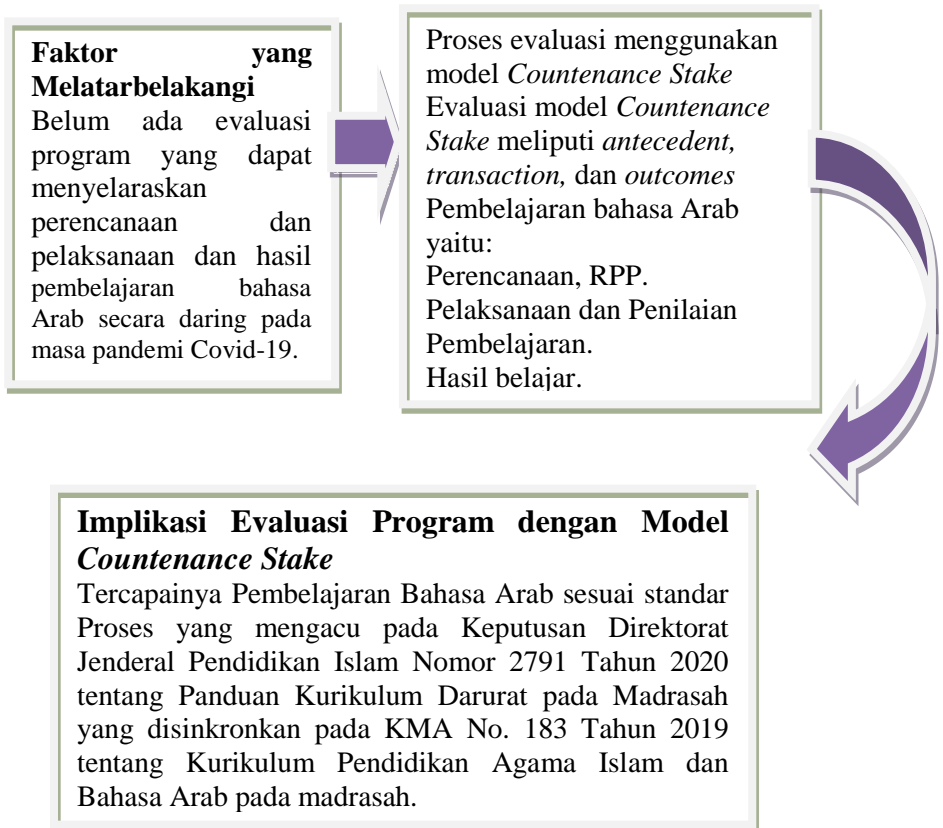 Faktor yang
Melatarbelakangi
Belum ada evaluasi
program yang dapat
menyelaraskan
perencanaan dan
pelaksanaan dan hasil
pembelajaran bahasa
Arab secara daring pada
masa pandemi Covid-19.
Proses evaluasi menggunakan
model Countenance Stake
Evaluasi model Countenance
Stake meliputi antecedent,
transaction, dan outcomes
Pembelajaran bahasa Arab
yaitu:
Perencanaan, RPP.
Pelaksanaan dan Penilaian
Pembelajaran.
Hasil belajar.
Implikasi Evaluasi Program dengan Model
Countenance Stake
Tercapainya Pembelajaran Bahasa Arab sesuai standar
Proses yang mengacu pada Keputusan Direktorat
Jenderal Pendidikan Islam Nomor 2791 Tahun 2020
tentang Panduan Kurikulum Darurat pada Madrasah
yang disinkronkan pada KMA No. 183 Tahun 2019
tentang Kurikulum Pendidikan Agama Islam dan
Bahasa Arab pada madrasah.